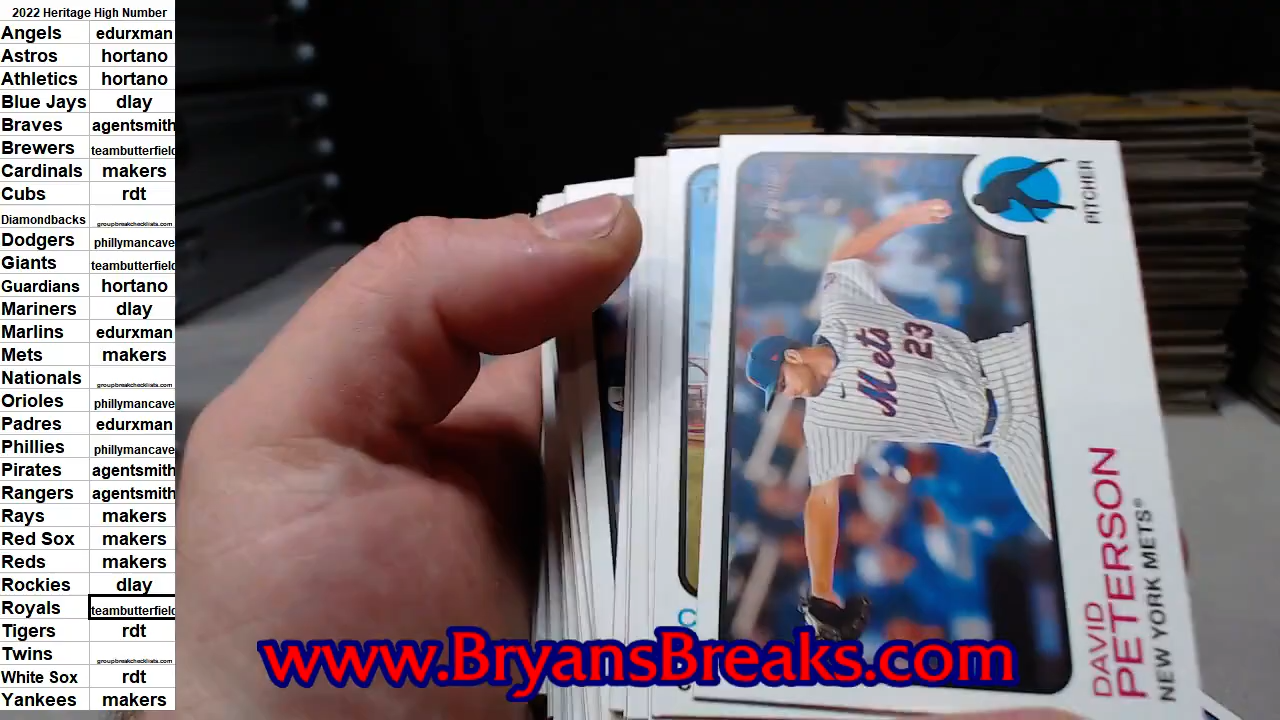 2022 Heritage High Number
Angels edurxman
Astros hortano
Athletics hortano
Blue Jays dlay
Braves agentsmith
Brewers teambutterfield
Cardinals makers
Cubs rdt
Diamondbacks groupbreakchecklists.com
Dodgers phillymancave
Giants teambutterfield
Guardians hortano
Mariners dlay
Marlins edurxman
Mets makers
Nationals groupbreakchecklists.com
Orioles phillymancave
Padres edurxman
Phillies phillymancave
Pirates agentsmith
Rangers agentsmith
Rays makers
Red Sox makers
Reds makers
Rockies dlay
Royals teambutterfield
Tigers rdt
Twins groupbreakchecklists.com
White Sox rdt
Yankees makers
PITCHER
Mets
23
DAVID
PETERSON
NEW YORK METS®
www.BryansBreaks.com